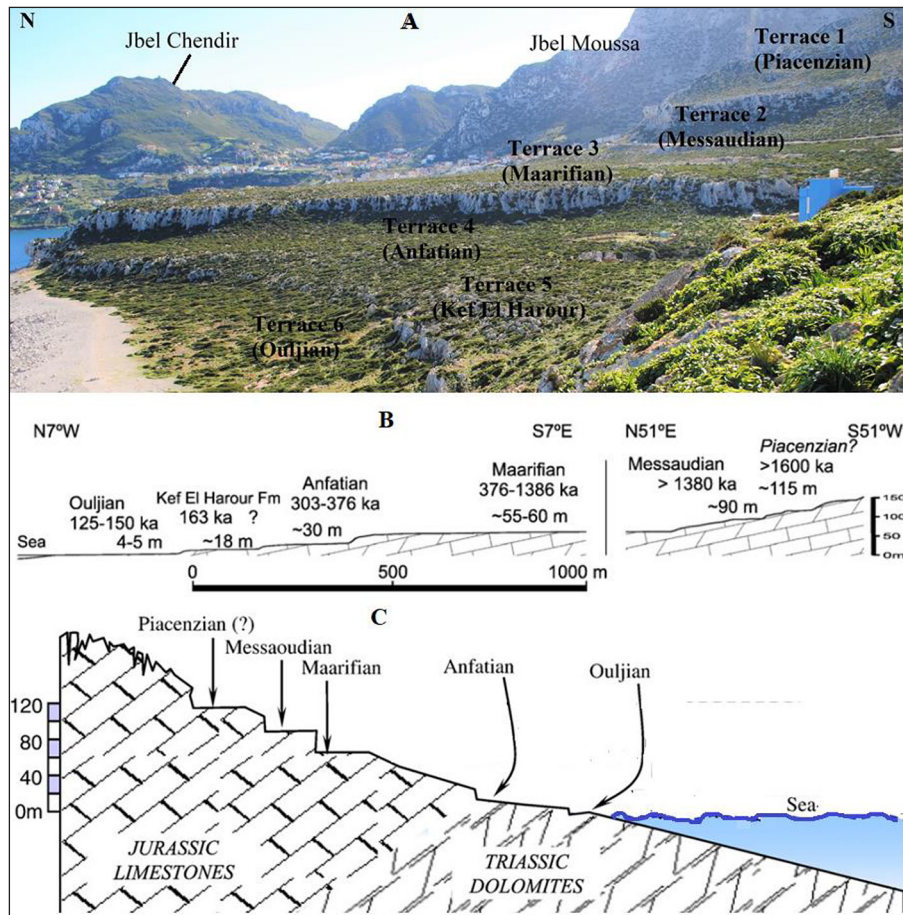 N
A
S
Jbel Chendir
Jbel Moussa
Terrace 1
(Piacenzian)
Terrace 2
(Messaudian)
Terrace 3
(Maarifian)
Terrace 4
(Anfatian)
Terrace 5
(Kef El Harour)
Terrace 6
(Ouljian)
B
N7ºW
S7ºE
N51ºE
S51ºW
Ouljian
125-150 ka
4-5 m
Kef El Harour Fm
163 ka ?
~18 m
Anfatian
303-376 ka
~30 m
Maarifian
376-1386 ka
~55-60 m
Messaudian
> 1380 ka
~90 m
Piacenzian?
>1600 ka
~115 m
150
100
50
0m
Sea
0
500
1000 m
C
Piacenzian (?)
Messaoudian
Maarifian
Anfatian
Ouljian
120
80
40
0m
Sea
JURASSIC
LIMESTONES
TRIASSIC
DOLOMITES